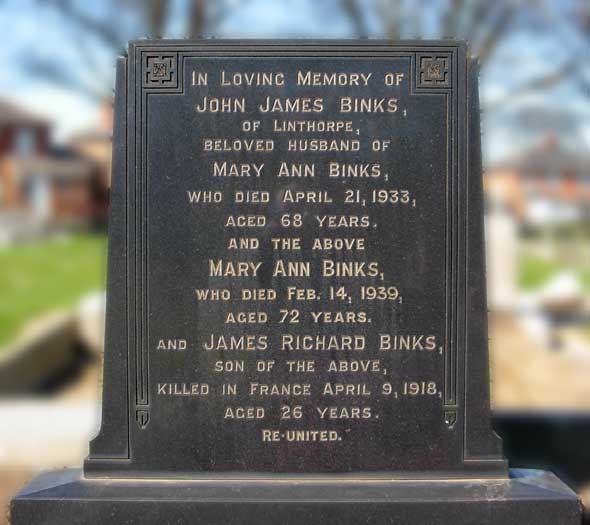 In Loving Memory of
John James Binks,
of Linthorpe,
beloved husband of
Mary Ann Binks,
who died April 21, 1933,
aged 68 years.
and the above
Mary Ann Binks,
who died Feb. 14, 1939,
aged 72 years.
and James Richard Binks,
son of the above,
killed in France April 9, 1918,
aged 26 years.
Re-united.